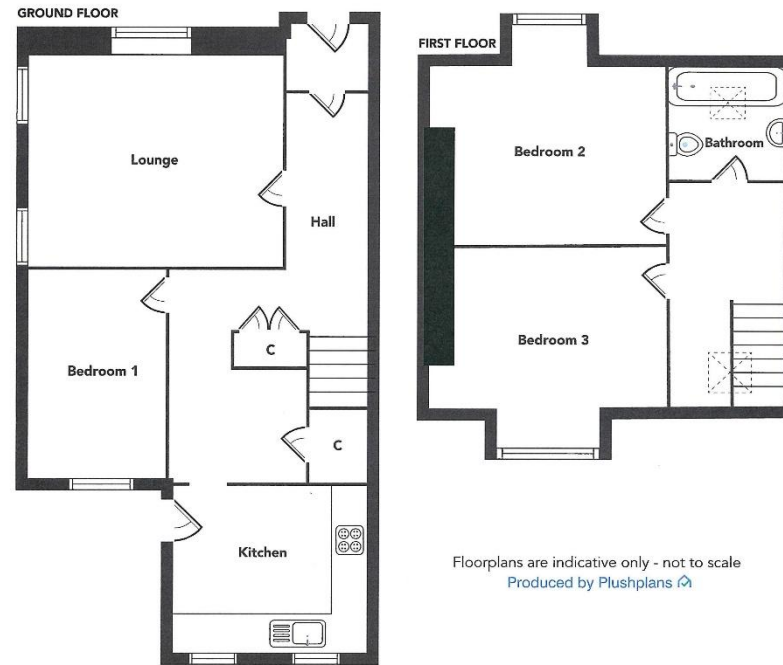 GROUND FLOOR
Lounge
Hall
C
Bedroom 1
C
Kitchen
FIRST FLOOR
Bedroom 2
Bathroom
Bedroom 3
Floorplans are indicative only - not to scale
Produced by Plushplans